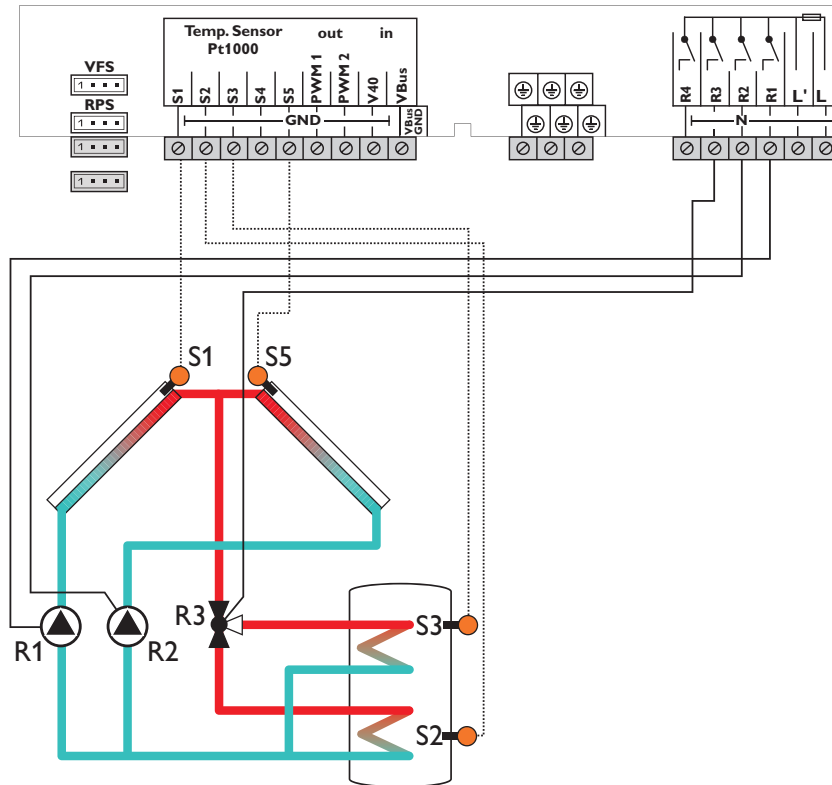 Temp. Sensor out in
Pt1000
VFS
1
RPS
1
1
1
S1 S2 S3 S4 S5 PWM 1 PWM 2 V40 VBus
GND
VBus GND
R4 R3 R2 R1 L' L
N
S1 S5
R3 S3
R1 R2
S2